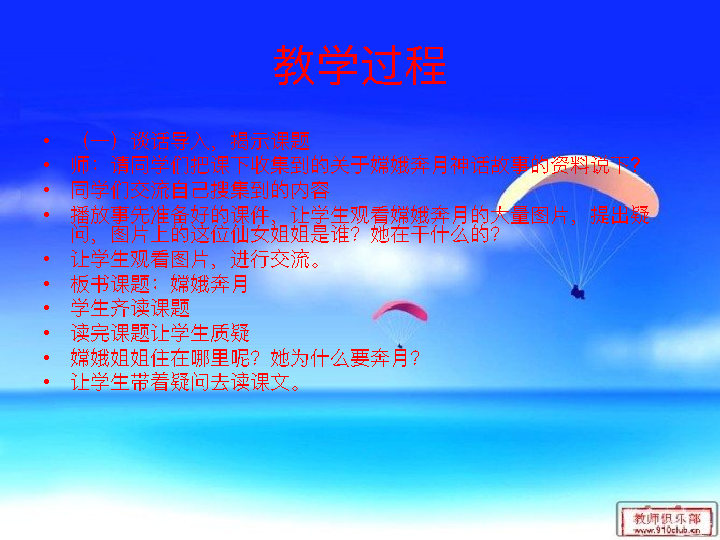 教学过程
• （一）谈话导入，揭示课题
• 师：请同学们把课下收集到的关于嫦娥奔月神话故事的资料说下？
• 同学们交流自己搜集到的内容
• 播放事先准备好的课件，让学生观看嫦娥奔月的大量图片，提出疑
问，图片上的这位仙女姐姐是谁？她在干什么的？
• 让学生观看图片，进行交流。
• 板书课题：嫦娥奔月
• 学生齐读课题
• 读完课题让学生质疑
• 嫦娥姐姐住在哪里呢？她为什么要奔月？
• 让学生带着疑问去读课文。
教师俱乐部
www.910club.cn